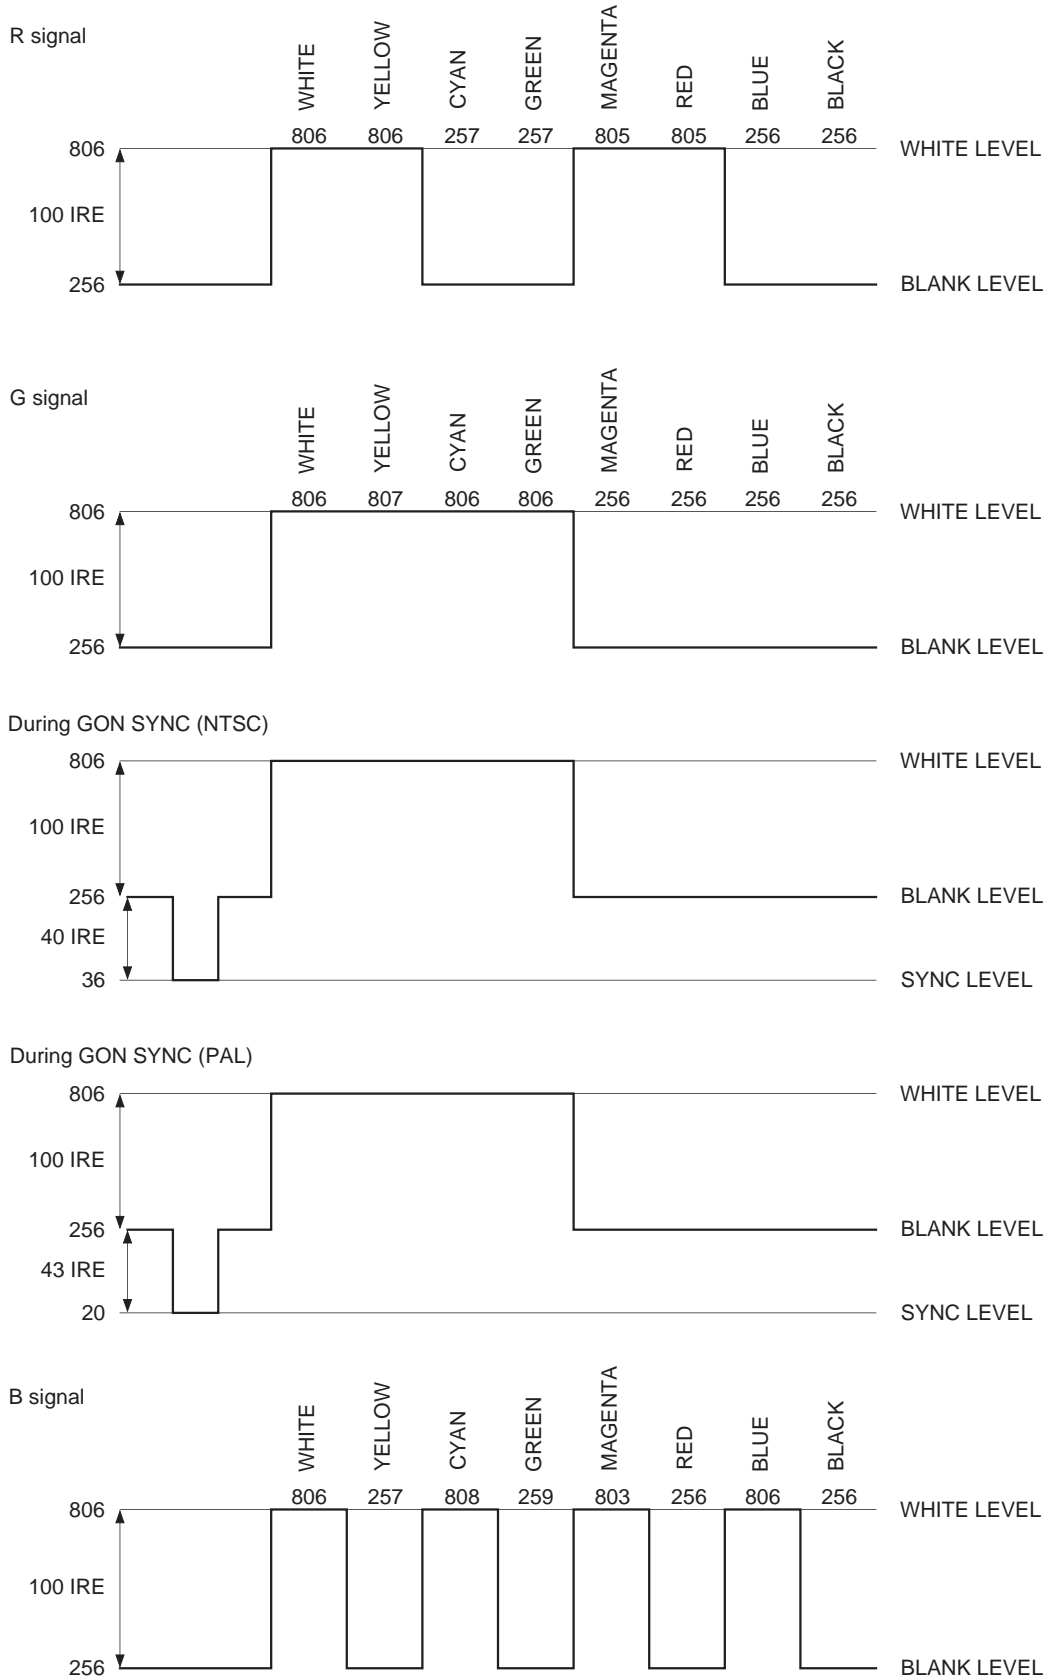 R signal
WHITE YELLOW CYAN GREEN MAGENTA RED BLUE BLACK
806 806 257 257 805 805 256 256
806 WHITE LEVEL
100 IRE
256 BLANK LEVEL
G signal
WHITE YELLOW CYAN GREEN MAGENTA RED BLUE BLACK
806 807 806 806 256 256 256 256
806 WHITE LEVEL
100 IRE
256 BLANK LEVEL
During GON SYNC (NTSC)
806 WHITE LEVEL
100 IRE
256 BLANK LEVEL
40 IRE
36 SYNC LEVEL
During GON SYNC (PAL)
806 WHITE LEVEL
100 IRE
256 BLANK LEVEL
43 IRE
20 SYNC LEVEL
B signal
WHITE YELLOW CYAN GREEN MAGENTA RED BLUE BLACK
806 257 808 259 803 256 806 256
806 WHITE LEVEL
100 IRE
256 BLANK LEVEL